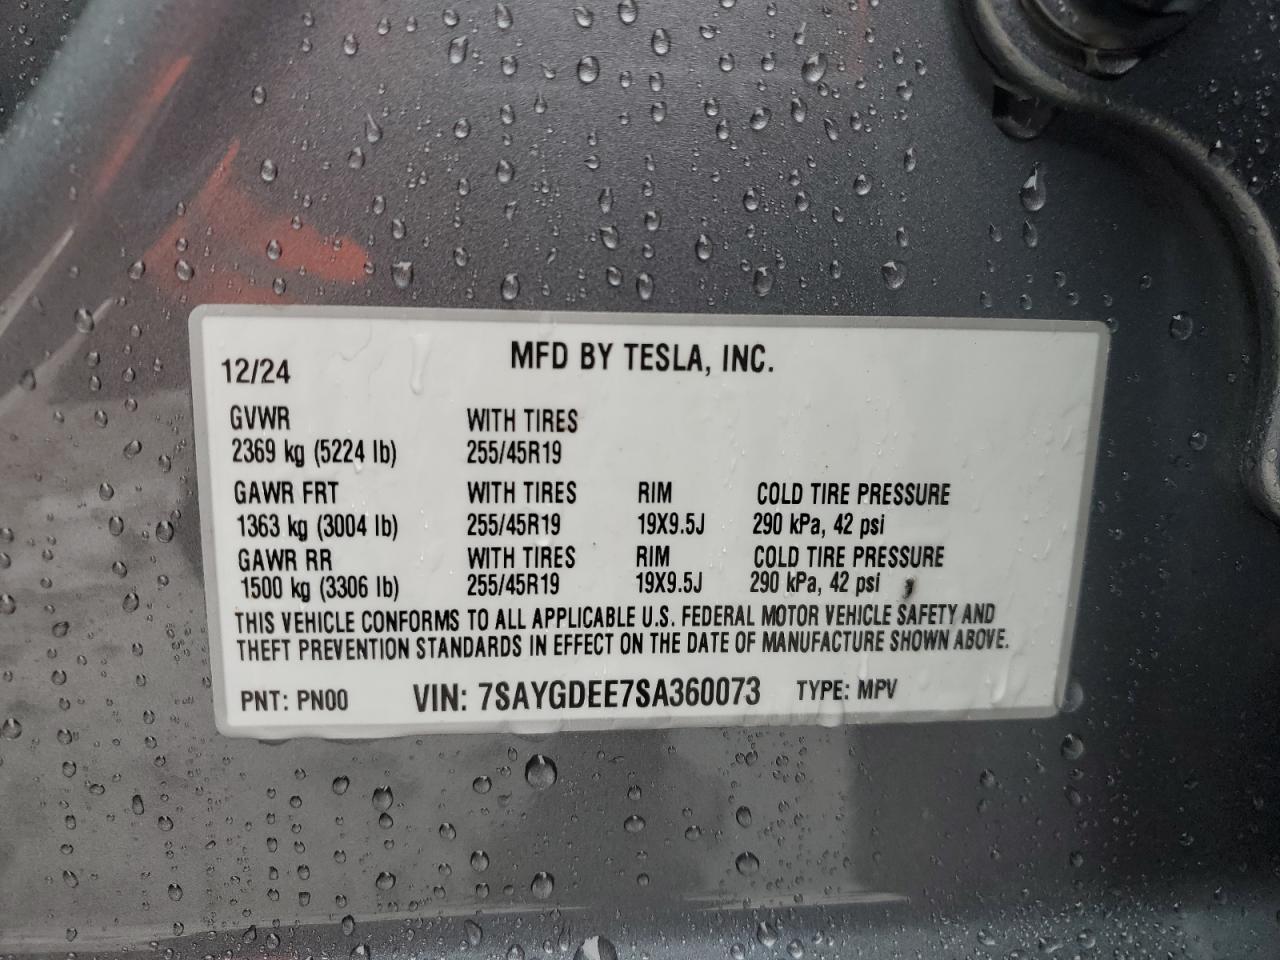 12/24 MFD BY TESLA, INC.
GVWR WITH TIRES
2369 kg (5224 lb) 255/45R19
GAWR FRT WITH TIRES RIM COLD TIRE PRESSURE
1363 kg (3004 lb) 255/45R19 19X9.5J 290 kPa, 42 psi
GAWR RR WITH TIRES RIM COLD TIRE PRESSURE
1500 kg (3306 lb) 255/45R19 19X9.5J 290 kPa, 42 psi
THIS VEHICLE CONFORMS TO ALL APPLICABLE U.S. FEDERAL MOTOR VEHICLE SAFETY AND
THEFT PREVENTION STANDARDS IN EFFECT ON THE DATE OF MANUFACTURE SHOWN ABOVE.
PNT: PN00 VIN: 7SAYGDEE7SA360073 TYPE: MPV